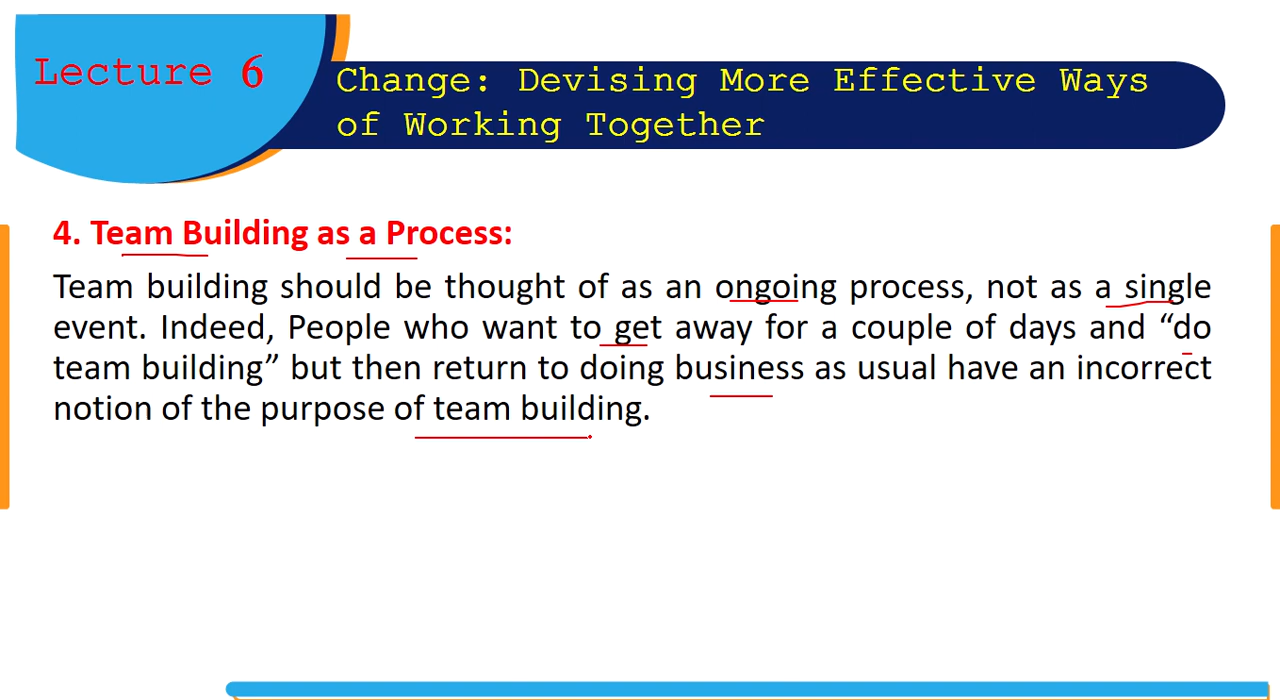 Lecture 6
Change: Devising More Effective Ways
of Working Together
4. Team Building as a Process:
Team building should be thought of as an ongoing process, not as a single
event. Indeed, People who want to get away for a couple of days and “do
team building” but then return to doing business as usual have an incorrect
notion of the purpose of team building.